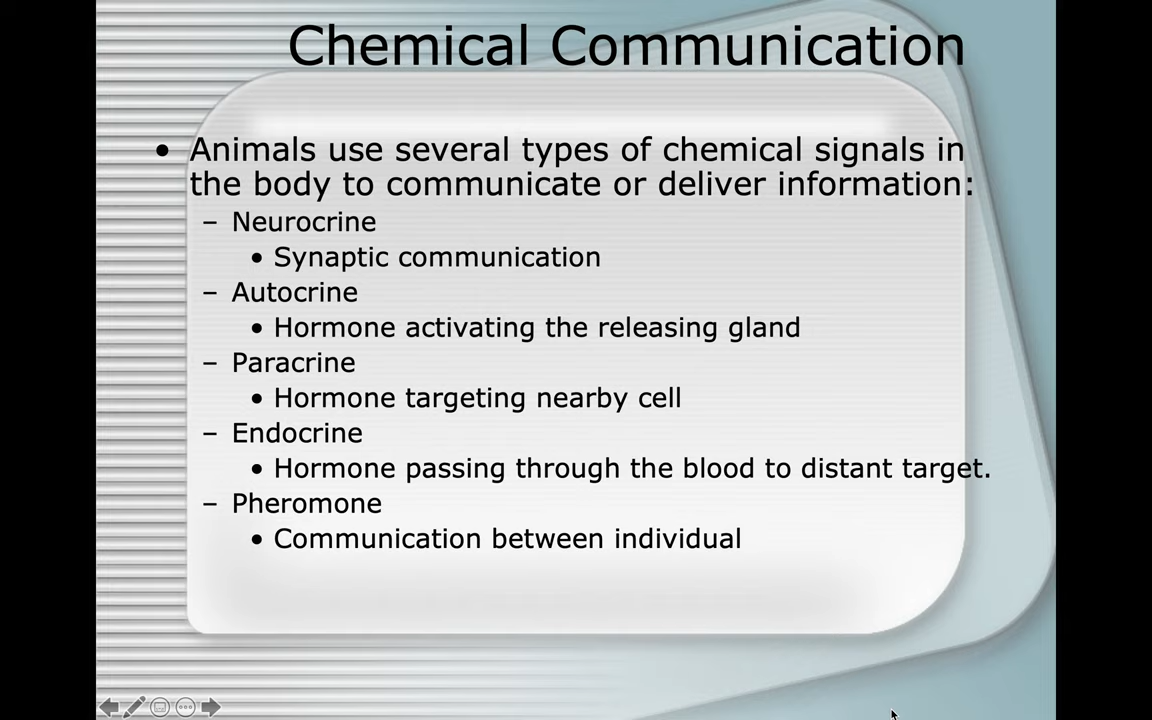 Chemical Communication
• Animals use several types of chemical signals in
the body to communicate or deliver information:
– Neurocrine
• Synaptic communication
– Autocrine
• Hormone activating the releasing gland
– Paracrine
• Hormone targeting nearby cell
– Endocrine
• Hormone passing through the blood to distant target.
– Pheromone
• Communication between individual